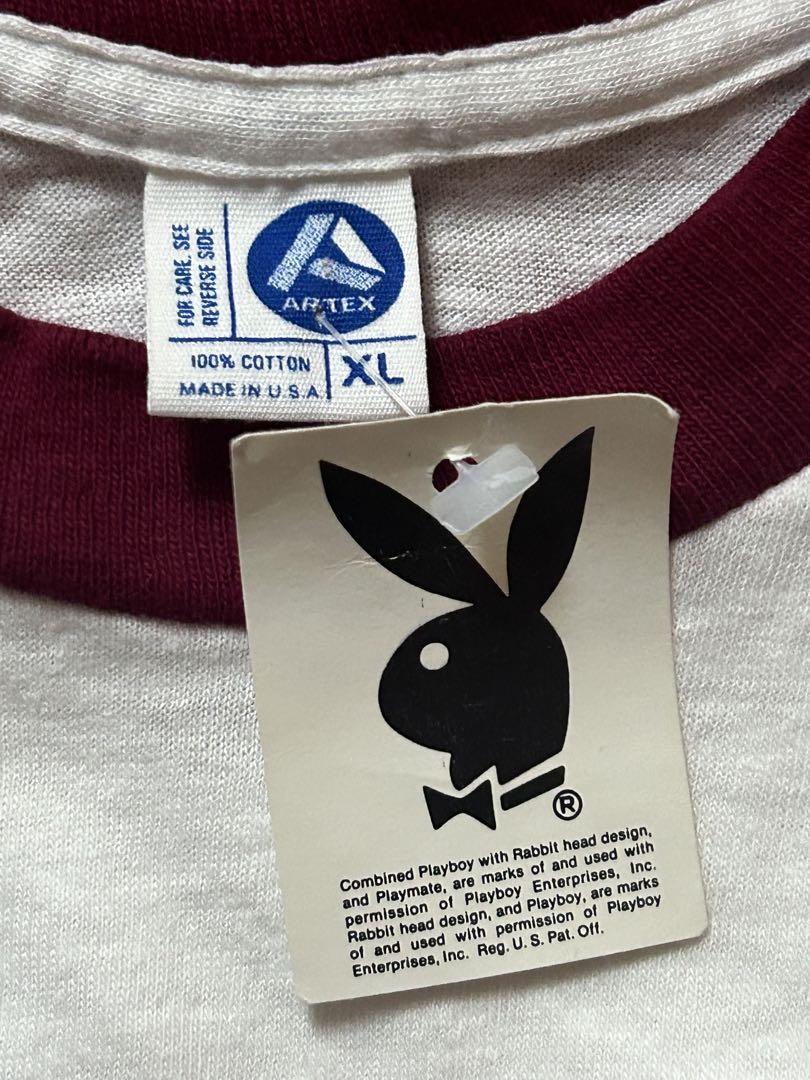 FOR CARE, SEE
REVERSE SIDE
ARTEX
100% COTTON
MADE IN U S A
XL
®
Combined Playboy with Rabbit head design,
and Playmate, are marks of and used with
permission of Playboy Enterprises, Inc.
Rabbit head design, and Playboy, are marks
of and used with permission of Playboy
Enterprises, Inc. Reg. U. S. Pat. Off.